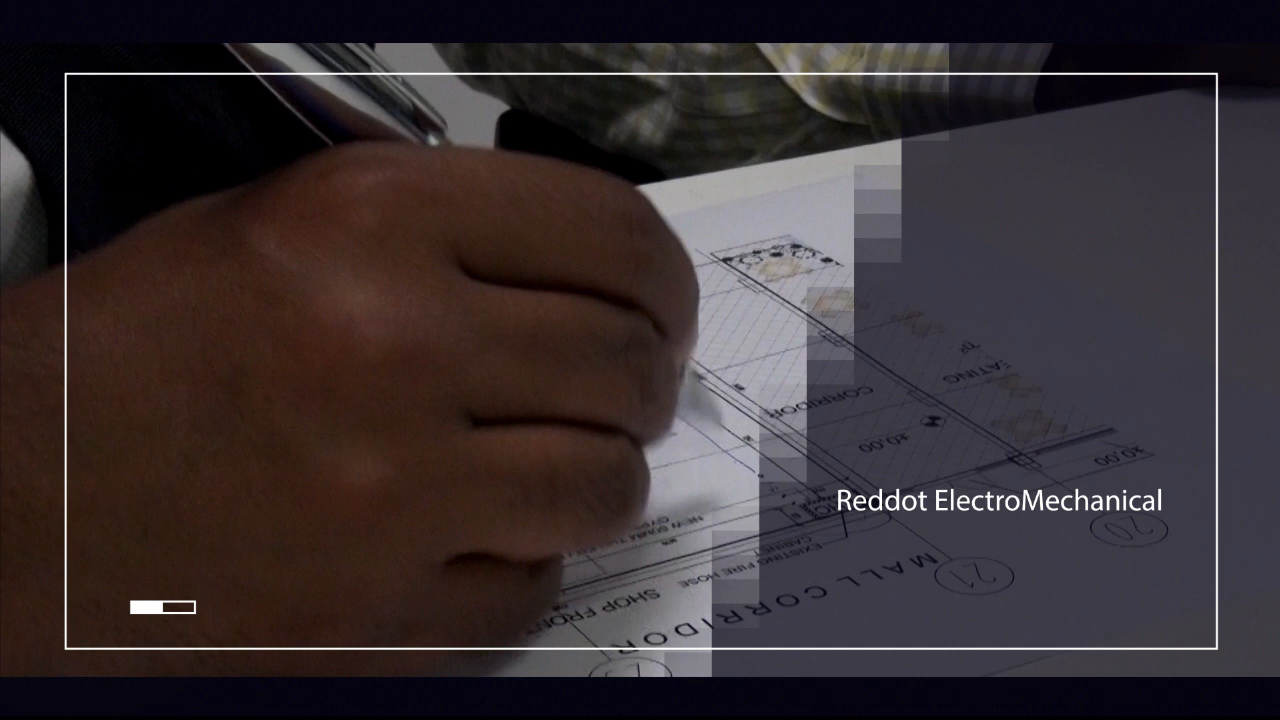 SEATING
CORRIDOR
±0.00
±0.00
Reddot ElectroMechanical
20
EXISTING FIRE HOSE
CABINET
21
MALL CORRIDOR
SHOP FRONT